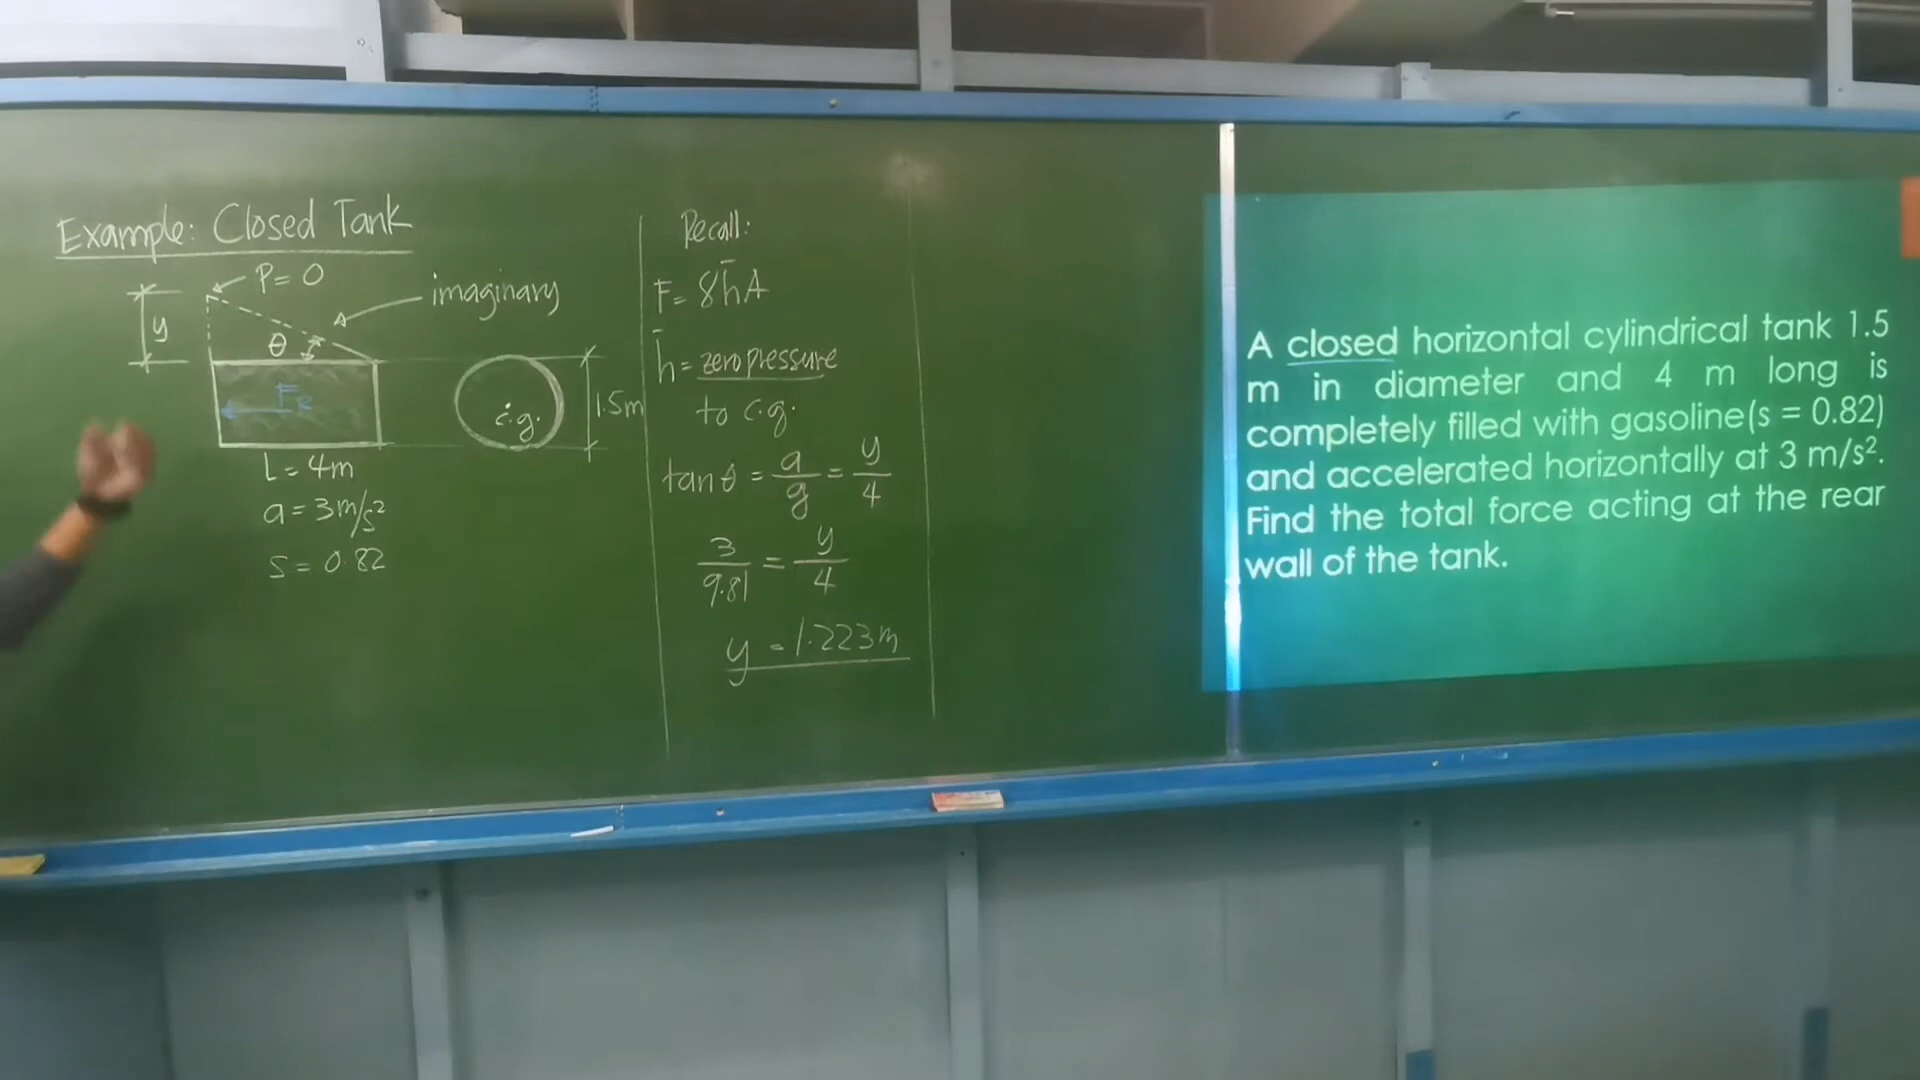 Example: Closed Tank
P = 0
imaginary
y
θ
c.g.
1.5m
L = 4m
a = 3m/s²
s = 0.82
Recall:
F = γh̄A
h̄ = zero pressure
to c.g.
tan θ = a/g = y/4
3/9.81 = y/4
y = 1.223m
A closed horizontal cylindrical tank 1.5
m in diameter and 4 m long is
completely filled with gasoline(s = 0.82)
and accelerated horizontally at 3 m/s².
Find the total force acting at the rear
wall of the tank.